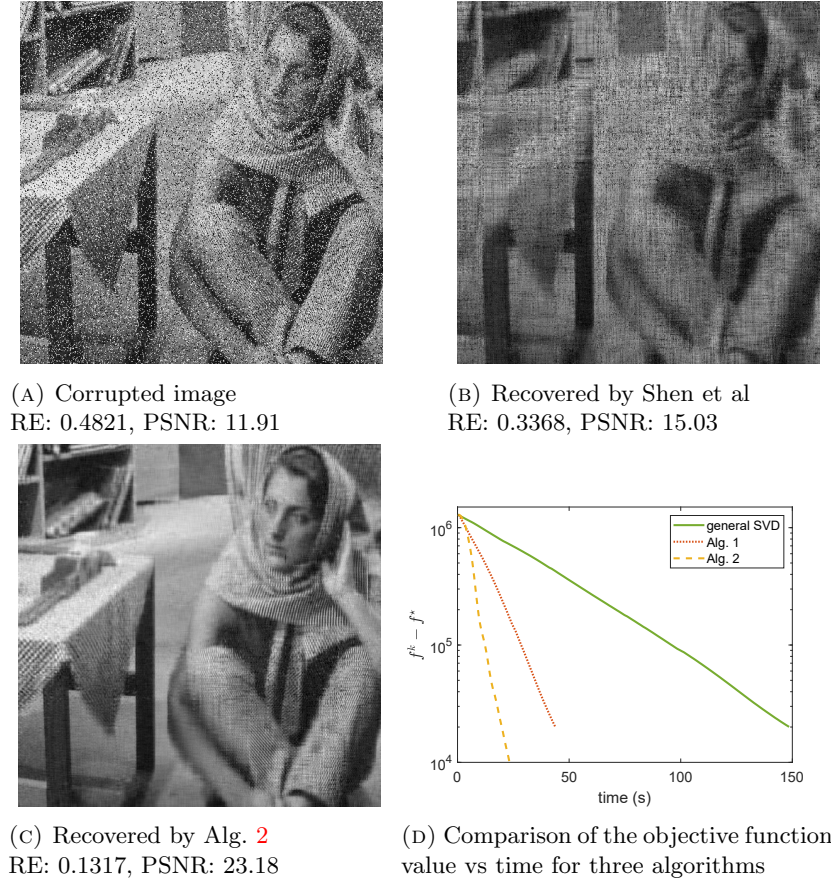 (A) Corrupted image
RE: 0.4821, PSNR: 11.91
(B) Recovered by Shen et al
RE: 0.3368, PSNR: 15.03
(C) Recovered by Alg. 2
RE: 0.1317, PSNR: 23.18
10^6
10^5
10^4
f^k − f^⋆
0
50
100
150
time (s)
general SVD
Alg. 1
Alg. 2
(D) Comparison of the objective function
value vs time for three algorithms